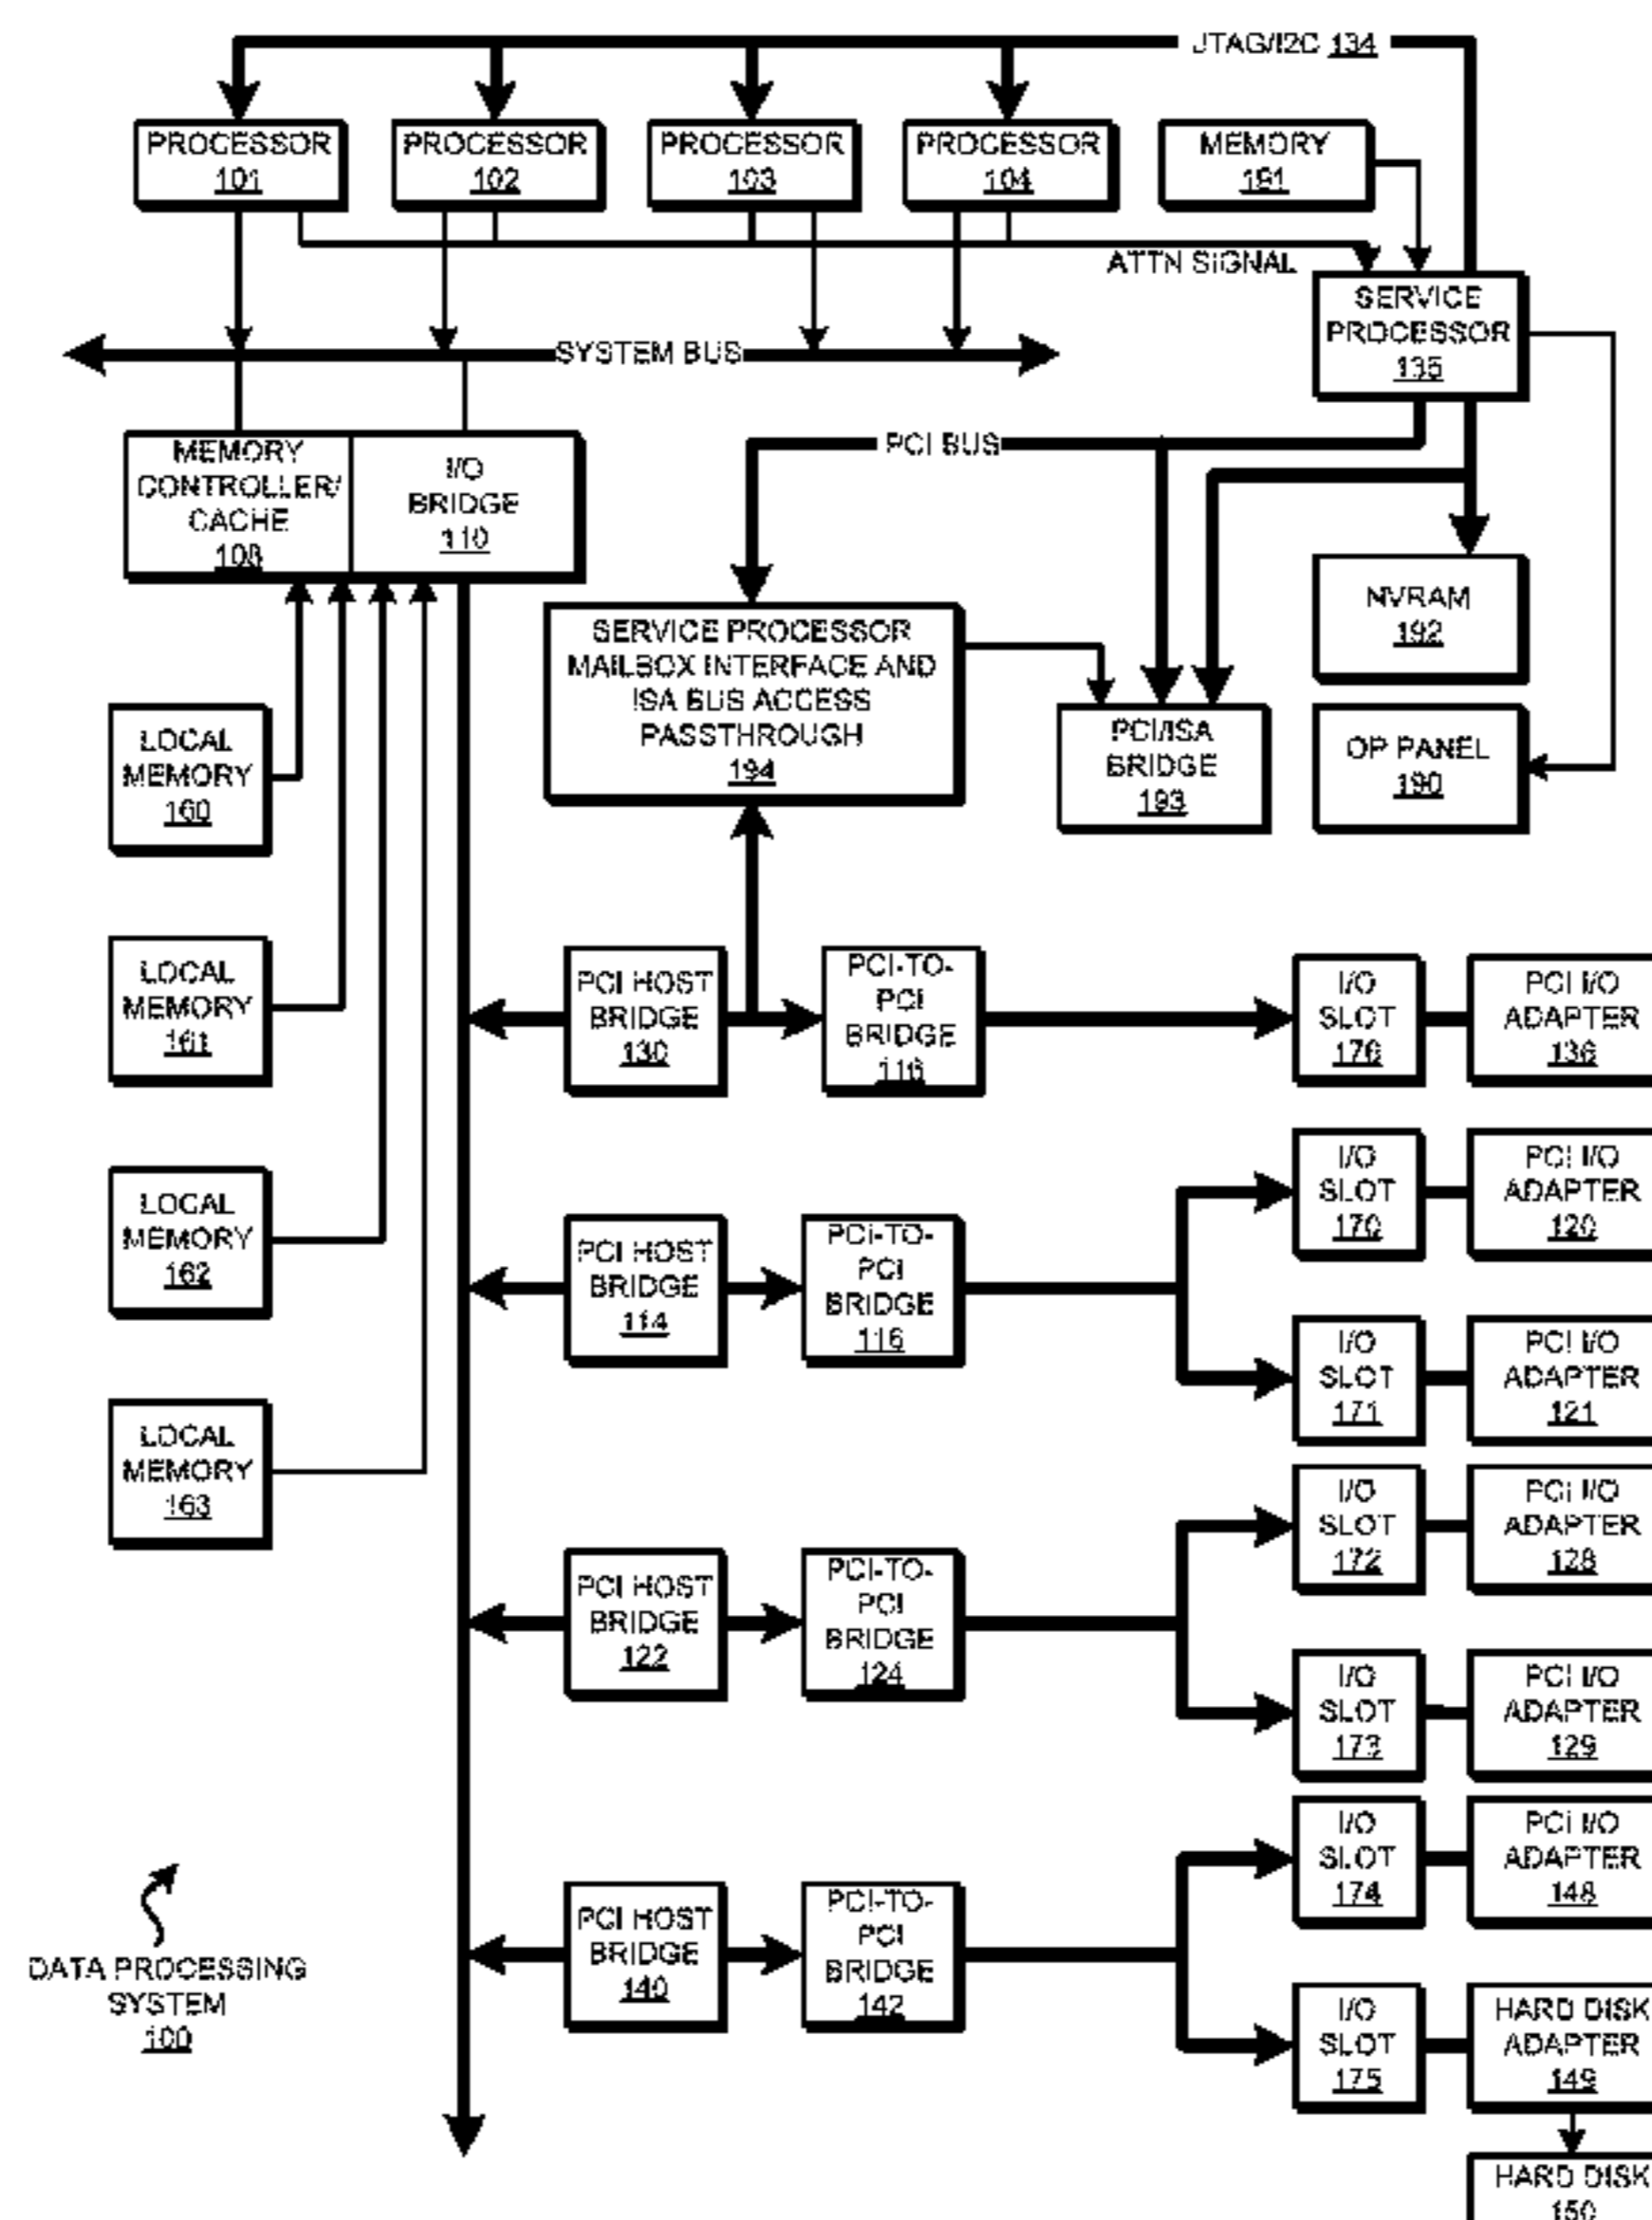 JTAG/I2C 134
PROCESSOR
101
PROCESSOR
102
PROCESSOR
103
PROCESSOR
104
MEMORY
191
ATTN SIGNAL
SERVICE
PROCESSOR
135
SYSTEM BUS
MEMORY
CONTROLLER/
CACHE
108
I/O
BRIDGE
110
PCI BUS
NVRAM
192
SERVICE PROCESSOR
MAILBOX INTERFACE AND
ISA BUS ACCESS
PASSTHROUGH
194
PCI/ISA
BRIDGE
193
OP PANEL
190
LOCAL
MEMORY
160
LOCAL
MEMORY
161
LOCAL
MEMORY
162
LOCAL
MEMORY
163
PCI HOST
BRIDGE
130
PCI-TO-
PCI
BRIDGE
116
I/O
SLOT
176
PCI I/O
ADAPTER
136
PCI HOST
BRIDGE
114
PCI-TO-
PCI
BRIDGE
116
I/O
SLOT
170
PCI I/O
ADAPTER
120
I/O
SLOT
171
PCI I/O
ADAPTER
121
PCI HOST
BRIDGE
122
PCI-TO-
PCI
BRIDGE
124
I/O
SLOT
172
PCI I/O
ADAPTER
128
I/O
SLOT
173
PCI I/O
ADAPTER
129
PCI HOST
BRIDGE
140
PCI-TO-
PCI
BRIDGE
142
I/O
SLOT
174
PCI I/O
ADAPTER
148
I/O
SLOT
175
HARD DISK
ADAPTER
149
HARD DISK
150
DATA PROCESSING
SYSTEM
100